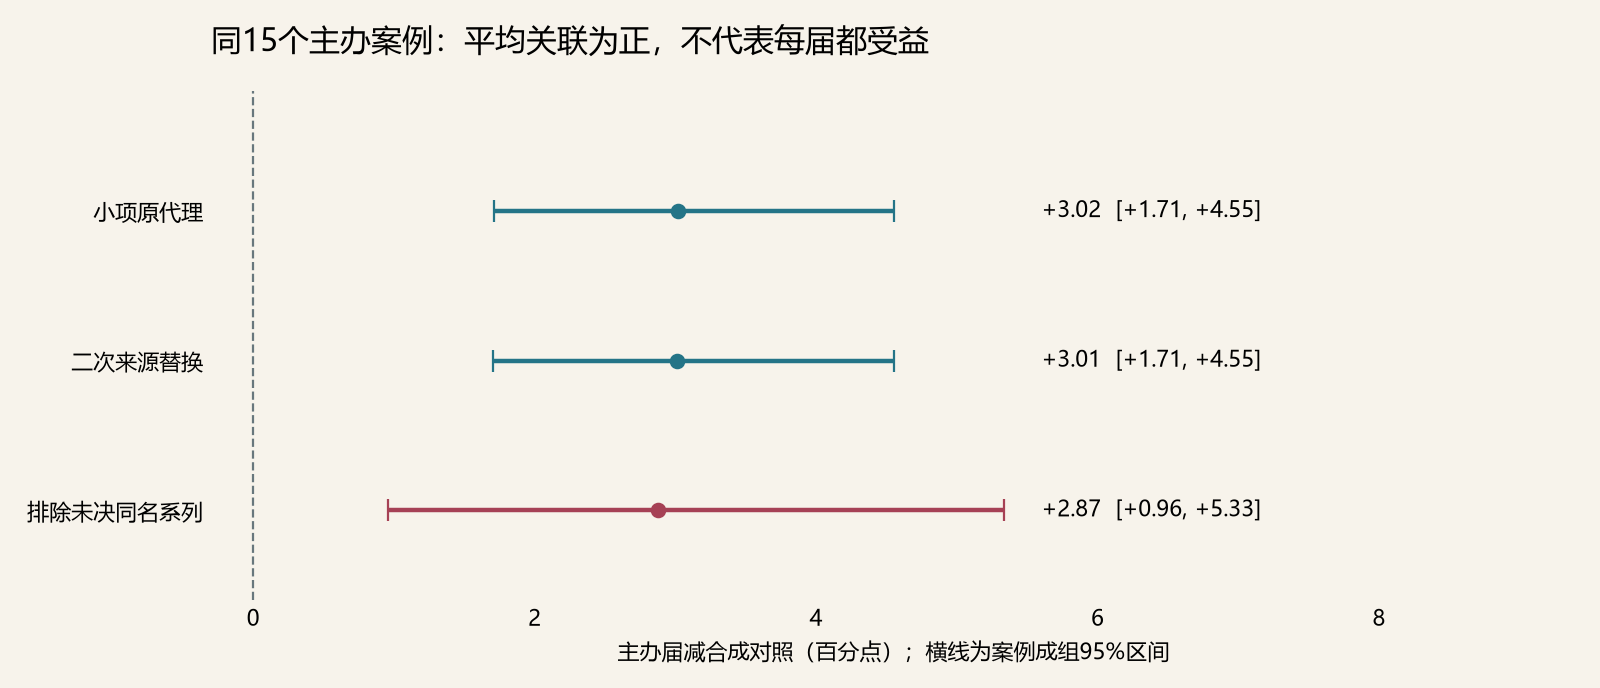 同15个主办案例：平均关联为正，不代表每届都受益
小项原代理 +3.02 [+1.71, +4.55]
二次来源替换 +3.01 [+1.71, +4.55]
排除未决同名系列 +2.87 [+0.96, +5.33]
0 2 4 6 8
主办届减合成对照（百分点）；横线为案例成组95%区间